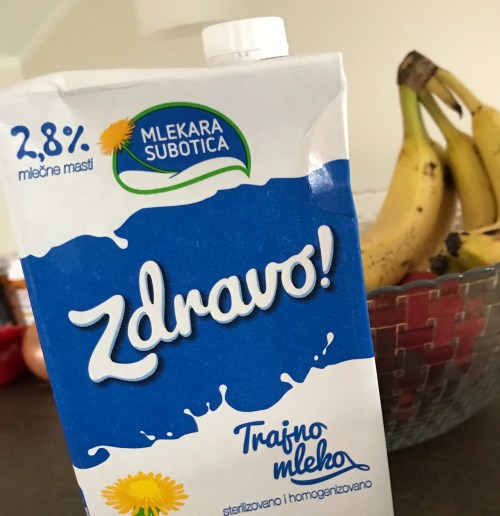 2,8%
mlečne masti
MLEKARA
SUBOTICA
Zdravo!
Trajno
mleko
sterilizovano i homogenizovano